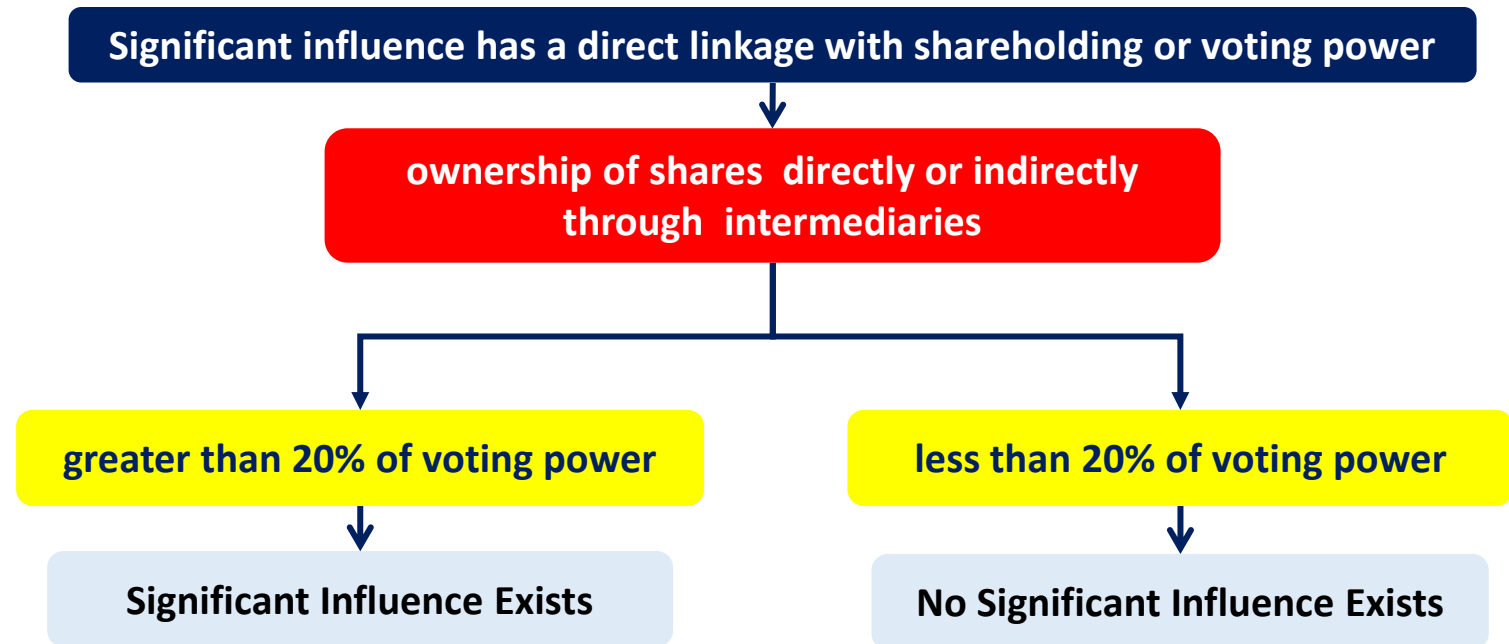 Significant influence has a direct linkage with shareholding or voting power
ownership of shares directly or indirectly
through intermediaries
greater than 20% of voting power
less than 20% of voting power
Significant Influence Exists
No Significant Influence Exists